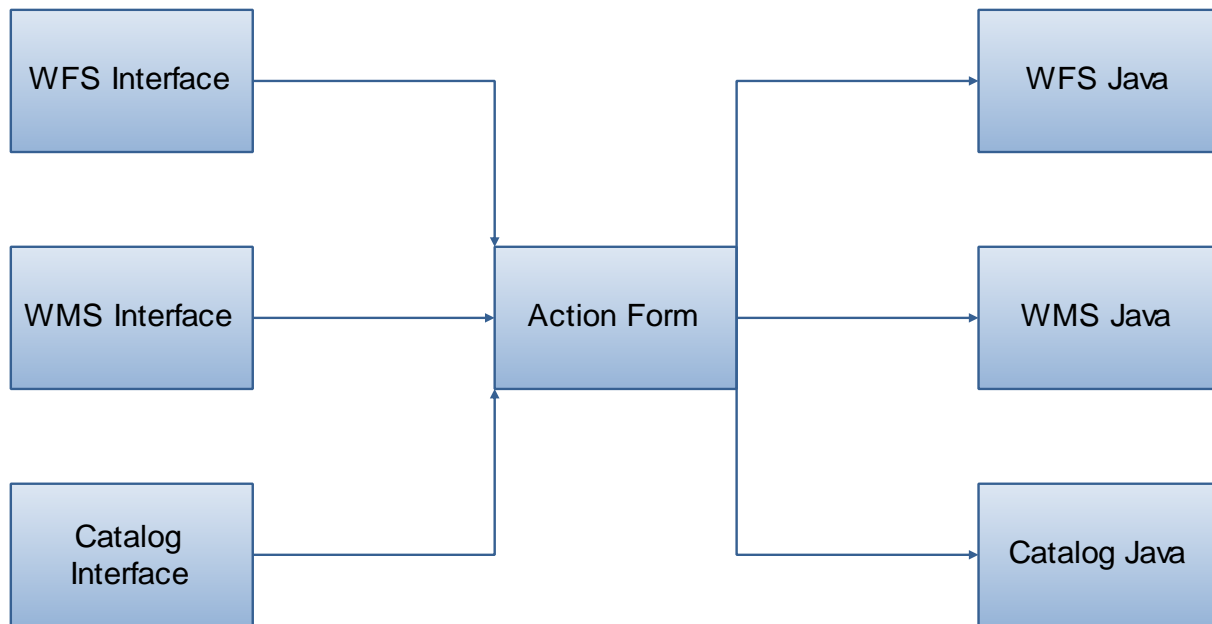 WFS Interface
WFS Java
WMS Interface
Action Form
WMS Java
Catalog
Interface
Catalog Java